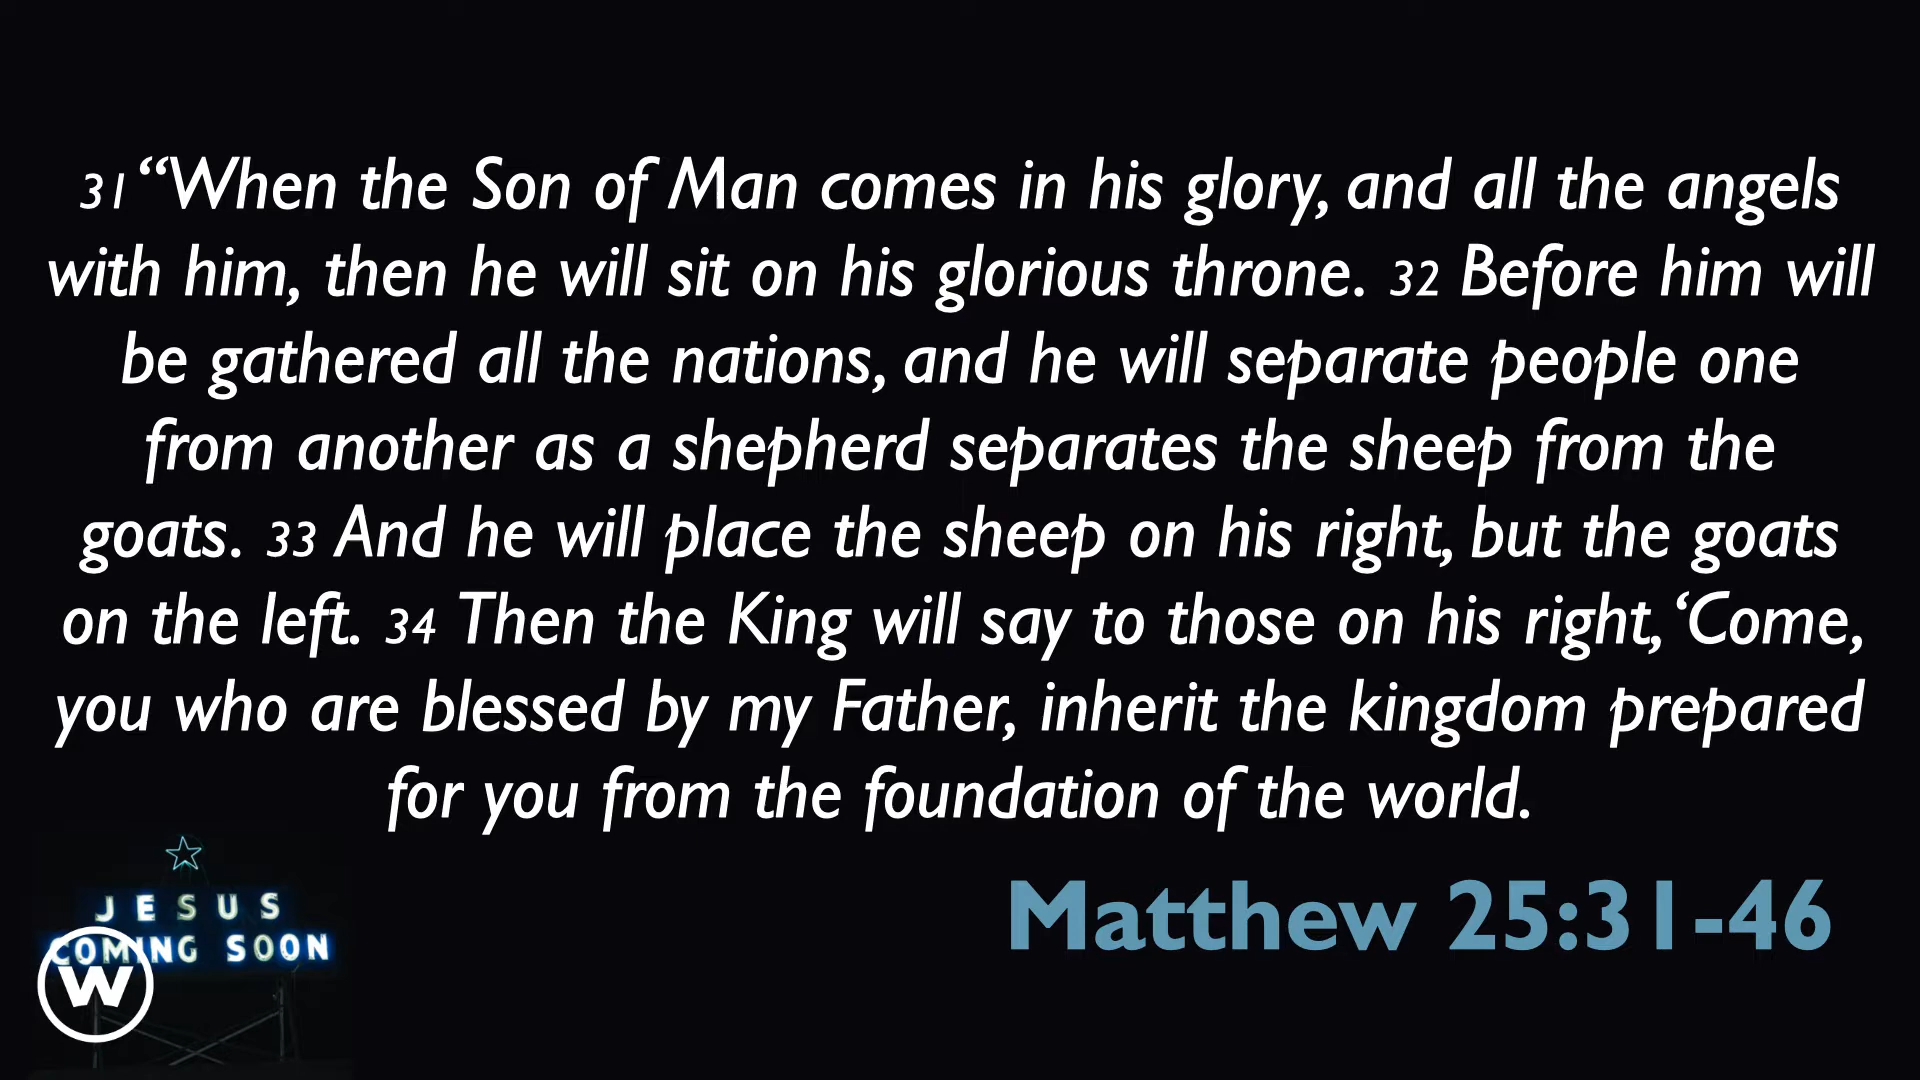 31 “When the Son of Man comes in his glory, and all the angels
with him, then he will sit on his glorious throne. 32 Before him will
be gathered all the nations, and he will separate people one
from another as a shepherd separates the sheep from the
goats. 33 And he will place the sheep on his right, but the goats
on the left. 34 Then the King will say to those on his right, ‘Come,
you who are blessed by my Father, inherit the kingdom prepared
for you from the foundation of the world.
Matthew 25:31-46
JESUS
COMING SOON
W